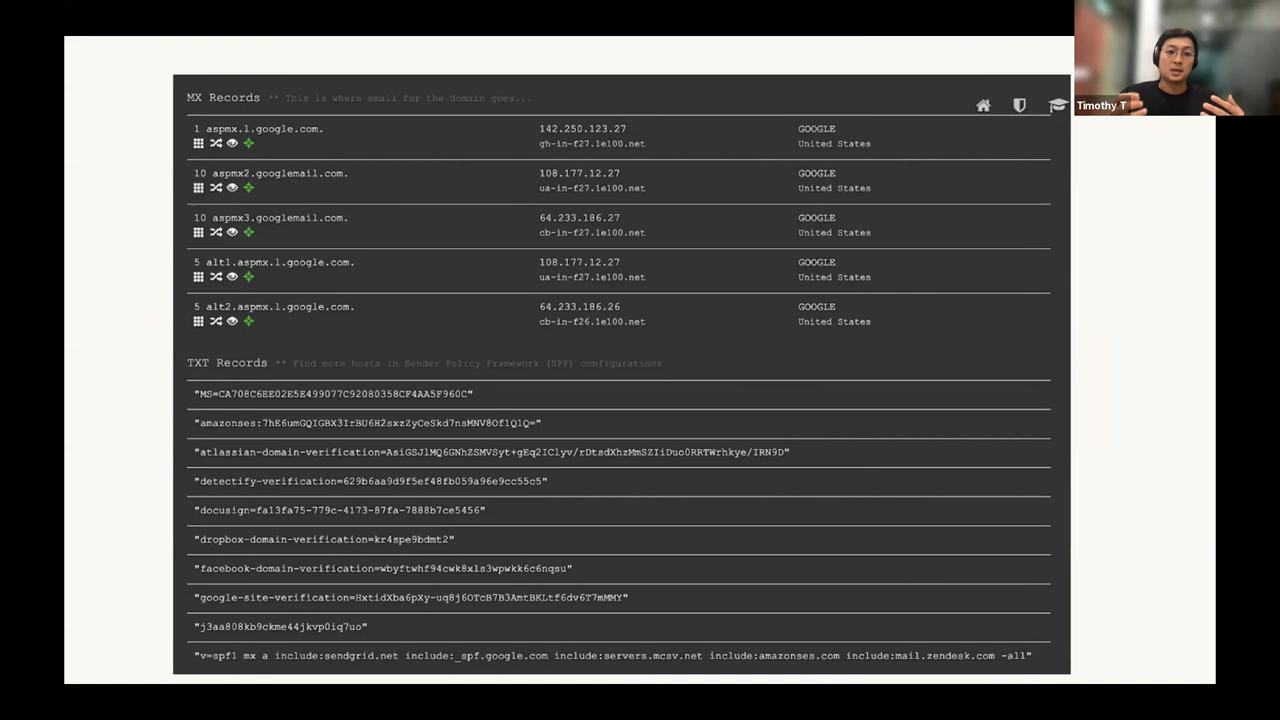 MX Records ** This is where email for the domain goes...
Timothy T
1 aspmx.l.google.com. 142.250.123.27 GOOGLE
gh-in-f27.1e100.net United States
10 aspmx2.googlemail.com. 108.177.12.27 GOOGLE
ua-in-f27.1e100.net United States
10 aspmx3.googlemail.com. 64.233.186.27 GOOGLE
cb-in-f27.1e100.net United States
5 alt1.aspmx.l.google.com. 108.177.12.27 GOOGLE
ua-in-f27.1e100.net United States
5 alt2.aspmx.l.google.com. 64.233.186.26 GOOGLE
cb-in-f26.1e100.net United States
TXT Records ** Find more hosts in Sender Policy Framework (SPF) configurations
"MS=CA708C6EE02E5E499077C92080358CF4AA5F960C"
"amazonses:7hE6umGQIGBX3IrBU6H2sxzZyCeSkd7nsMNV8Of1Q1Q="
"atlassian-domain-verification=AsiGSJlMQ6GNhZSMVSyt+gEq2IClyv/rDtsdXhzMmSZIiDuo0RRTWrhkye/IRN9D"
"detectify-verification=629b6aa9d9f5ef48fb059a96e9cc55c5"
"docusign=fa13fa75-779c-4173-87fa-7888b7ce5456"
"dropbox-domain-verification=kr4spe9bdmt2"
"facebook-domain-verification=wbyftwhf94cwk8xls3wpwkk6c6nqsu"
"google-site-verification=HxtidXba6pXy-uq8j6OTcB7B3AmtBKLtf6dv6T7mMMY"
"j3aa808kb9ckme44jkvp0iq7uo"
"v=spf1 mx a include:sendgrid.net include:_spf.google.com include:servers.mcsv.net include:amazonses.com include:mail.zendesk.com -all"